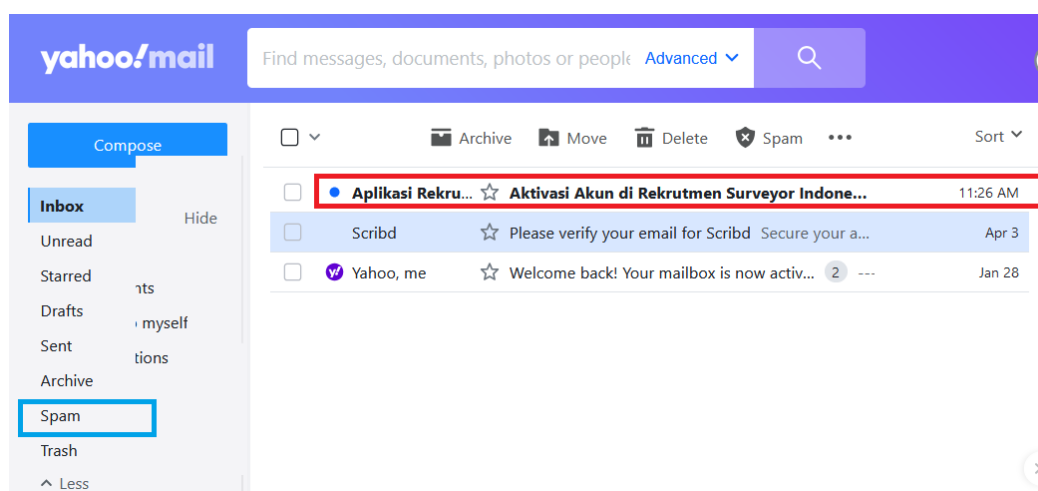 yahoo!mail
Find messages, documents, photos or people Advanced
Compose
Archive Move Delete Spam ••• Sort
Inbox
Hide
Unread
Starred
nts
Drafts
myself
Sent
tions
Archive
Spam
Trash
Less
Aplikasi Rekru... Aktivasi Akun di Rekrutmen Surveyor Indone... 11:26 AM
Scribd Please verify your email for Scribd Secure your a... Apr 3
Yahoo, me Welcome back! Your mailbox is now activ... 2 --- Jan 28